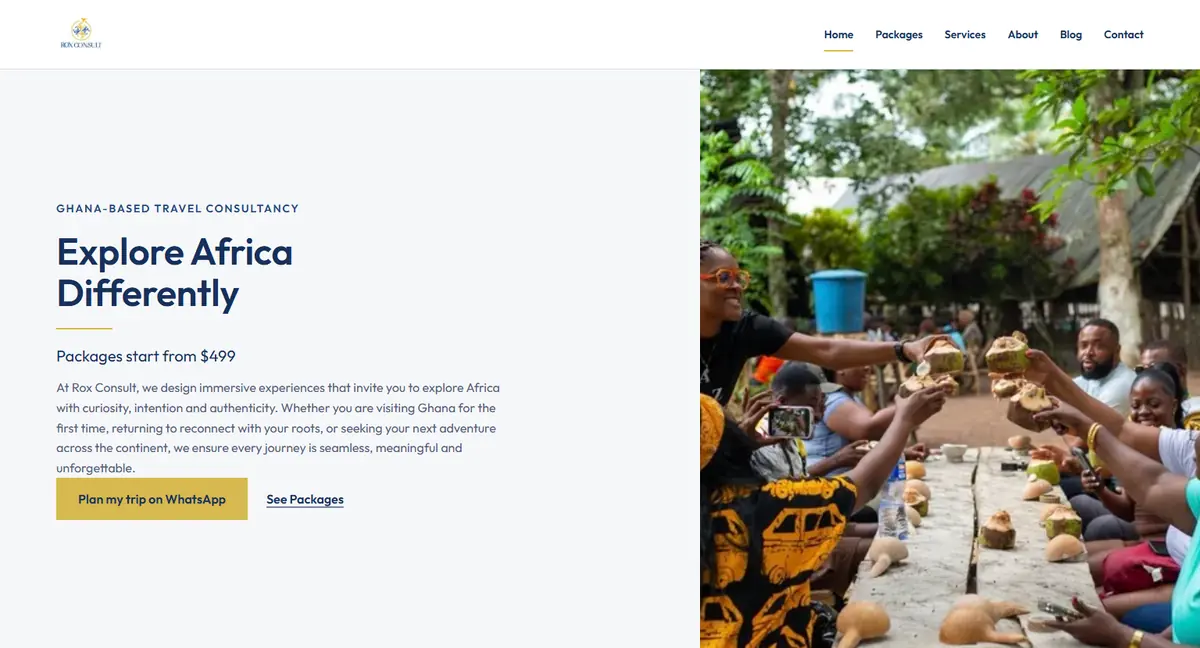 ROX CONSULT
Home Packages Services About Blog Contact
GHANA-BASED TRAVEL CONSULTANCY
Explore Africa
Differently
Packages start from $499
At Rox Consult, we design immersive experiences that invite you to explore Africa
with curiosity, intention and authenticity. Whether you are visiting Ghana for the
first time, returning to reconnect with your roots, or seeking your next adventure
across the continent, we ensure every journey is seamless, meaningful and
unforgettable.
Plan my trip on WhatsApp See Packages